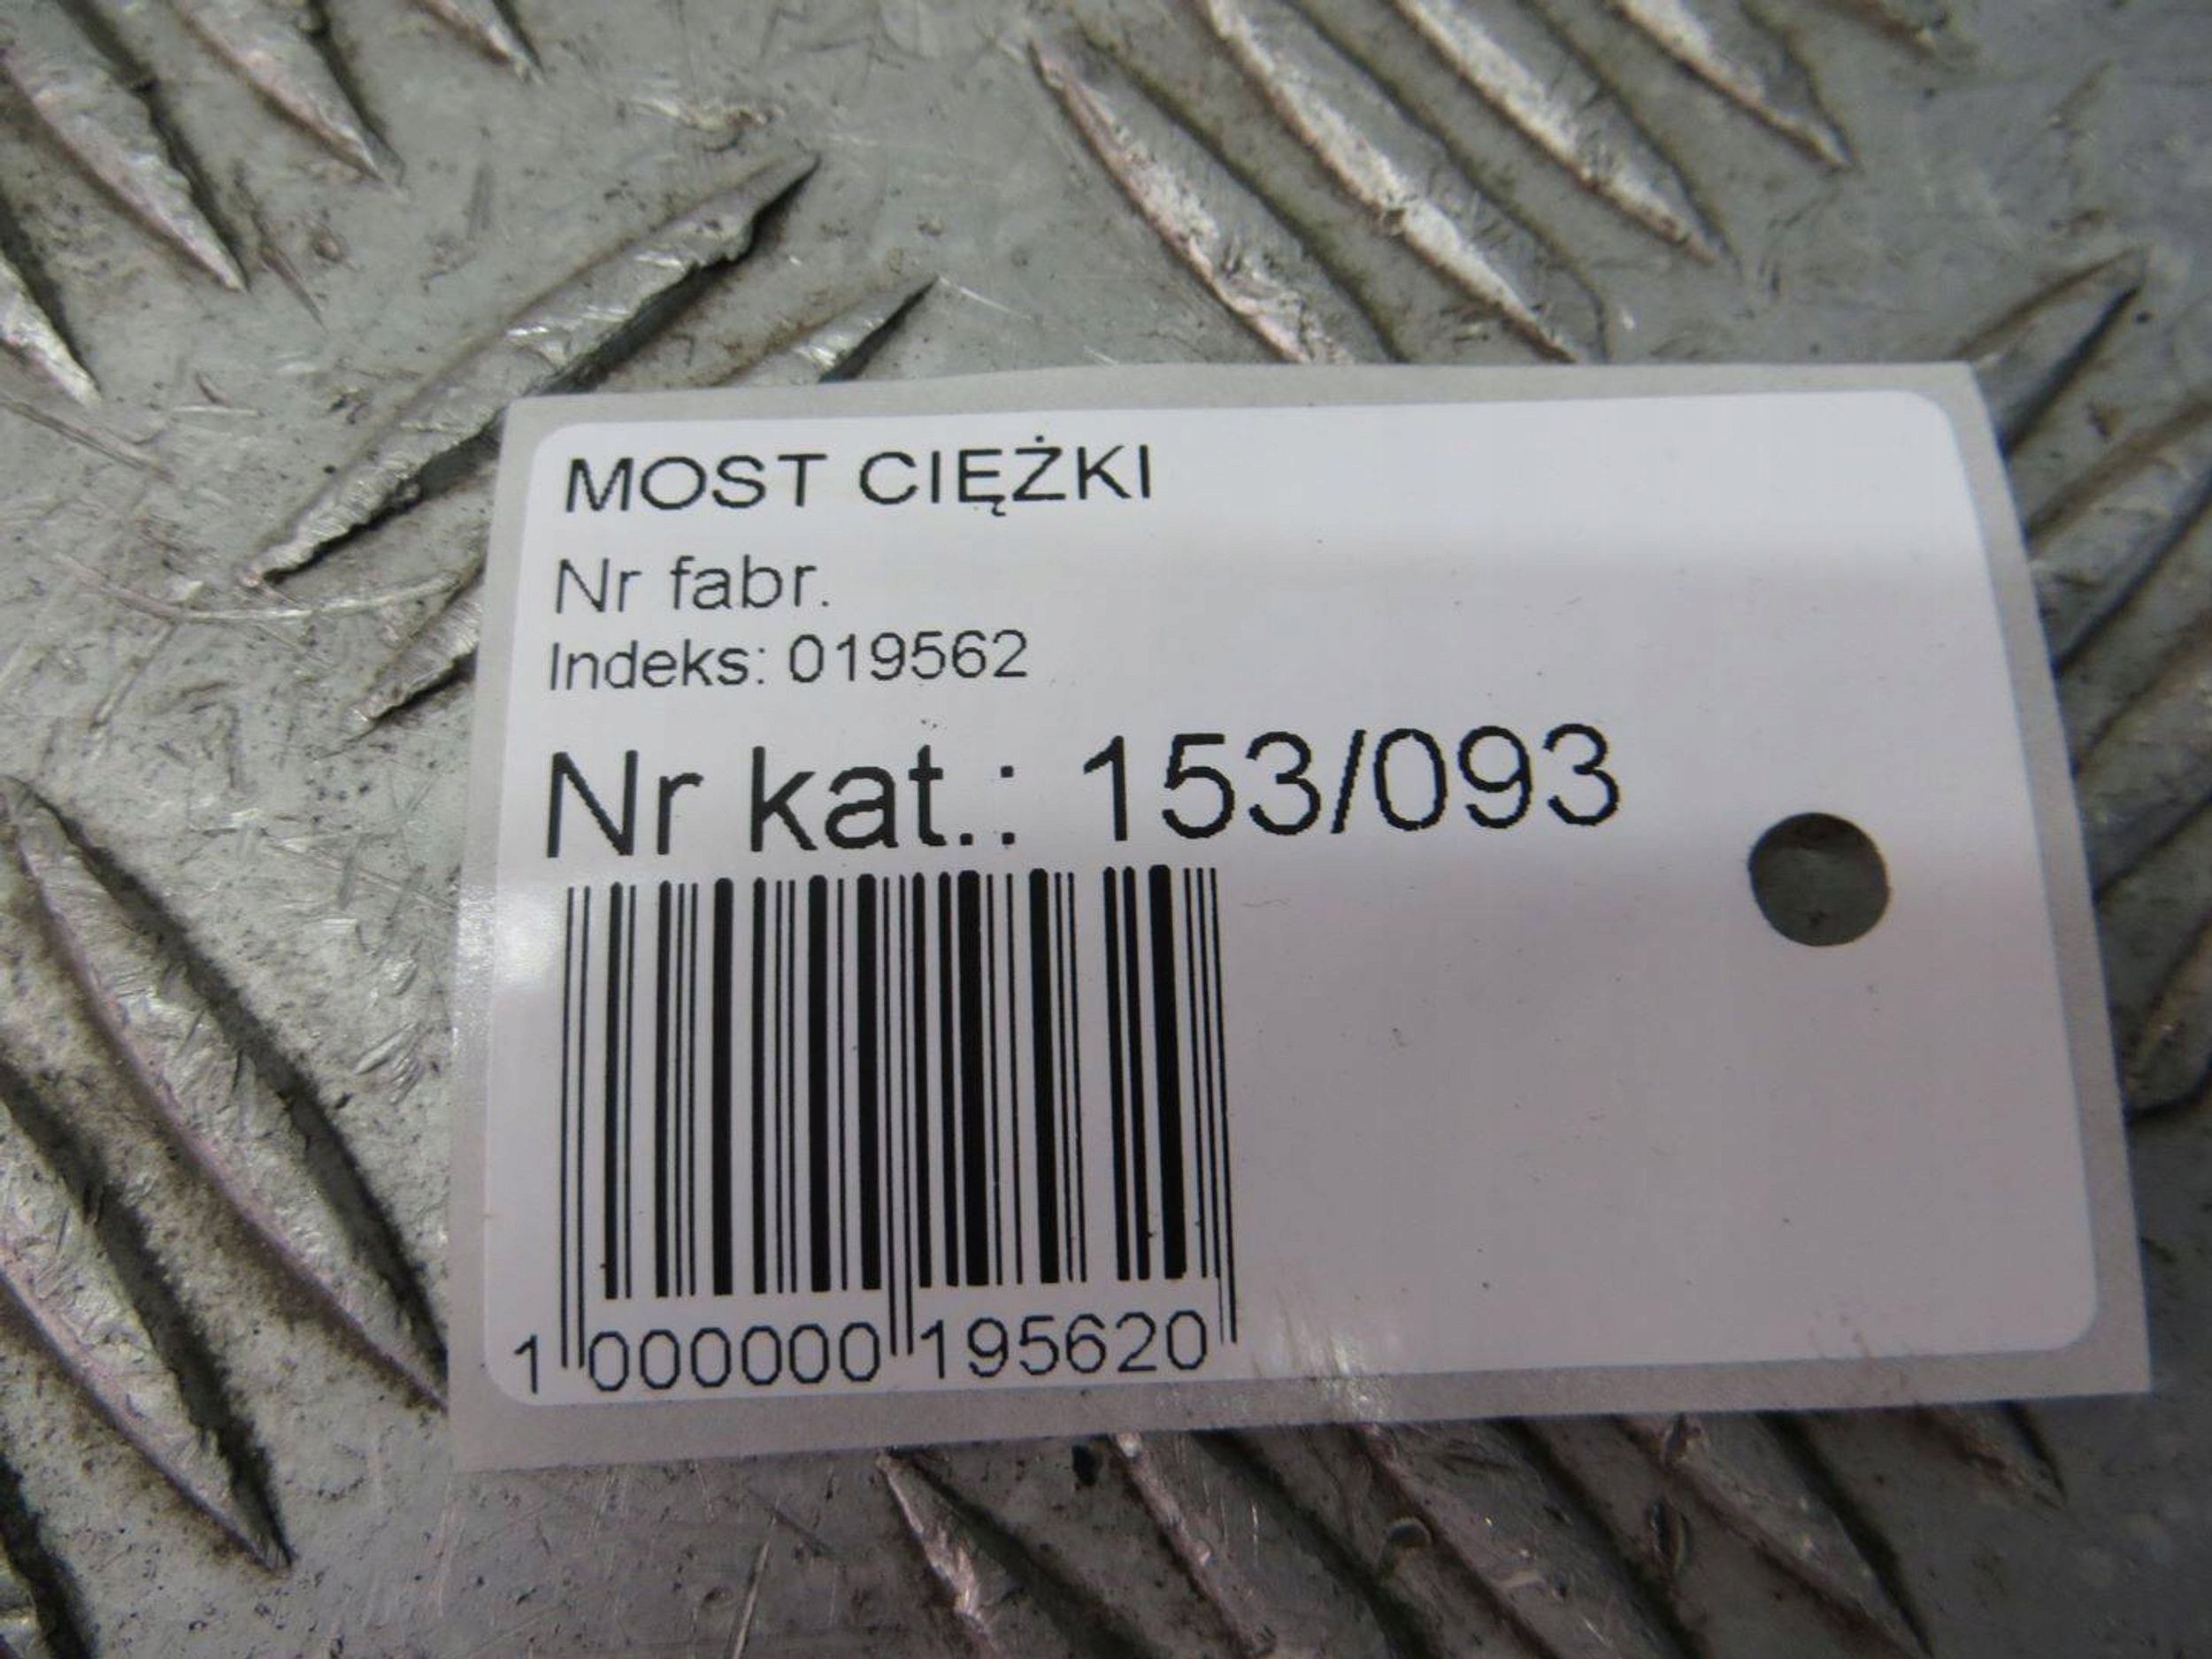 MOST CIĘŻKI
Nr fabr.
Indeks: 019562
Nr kat.: 153/093
1 000000 195620